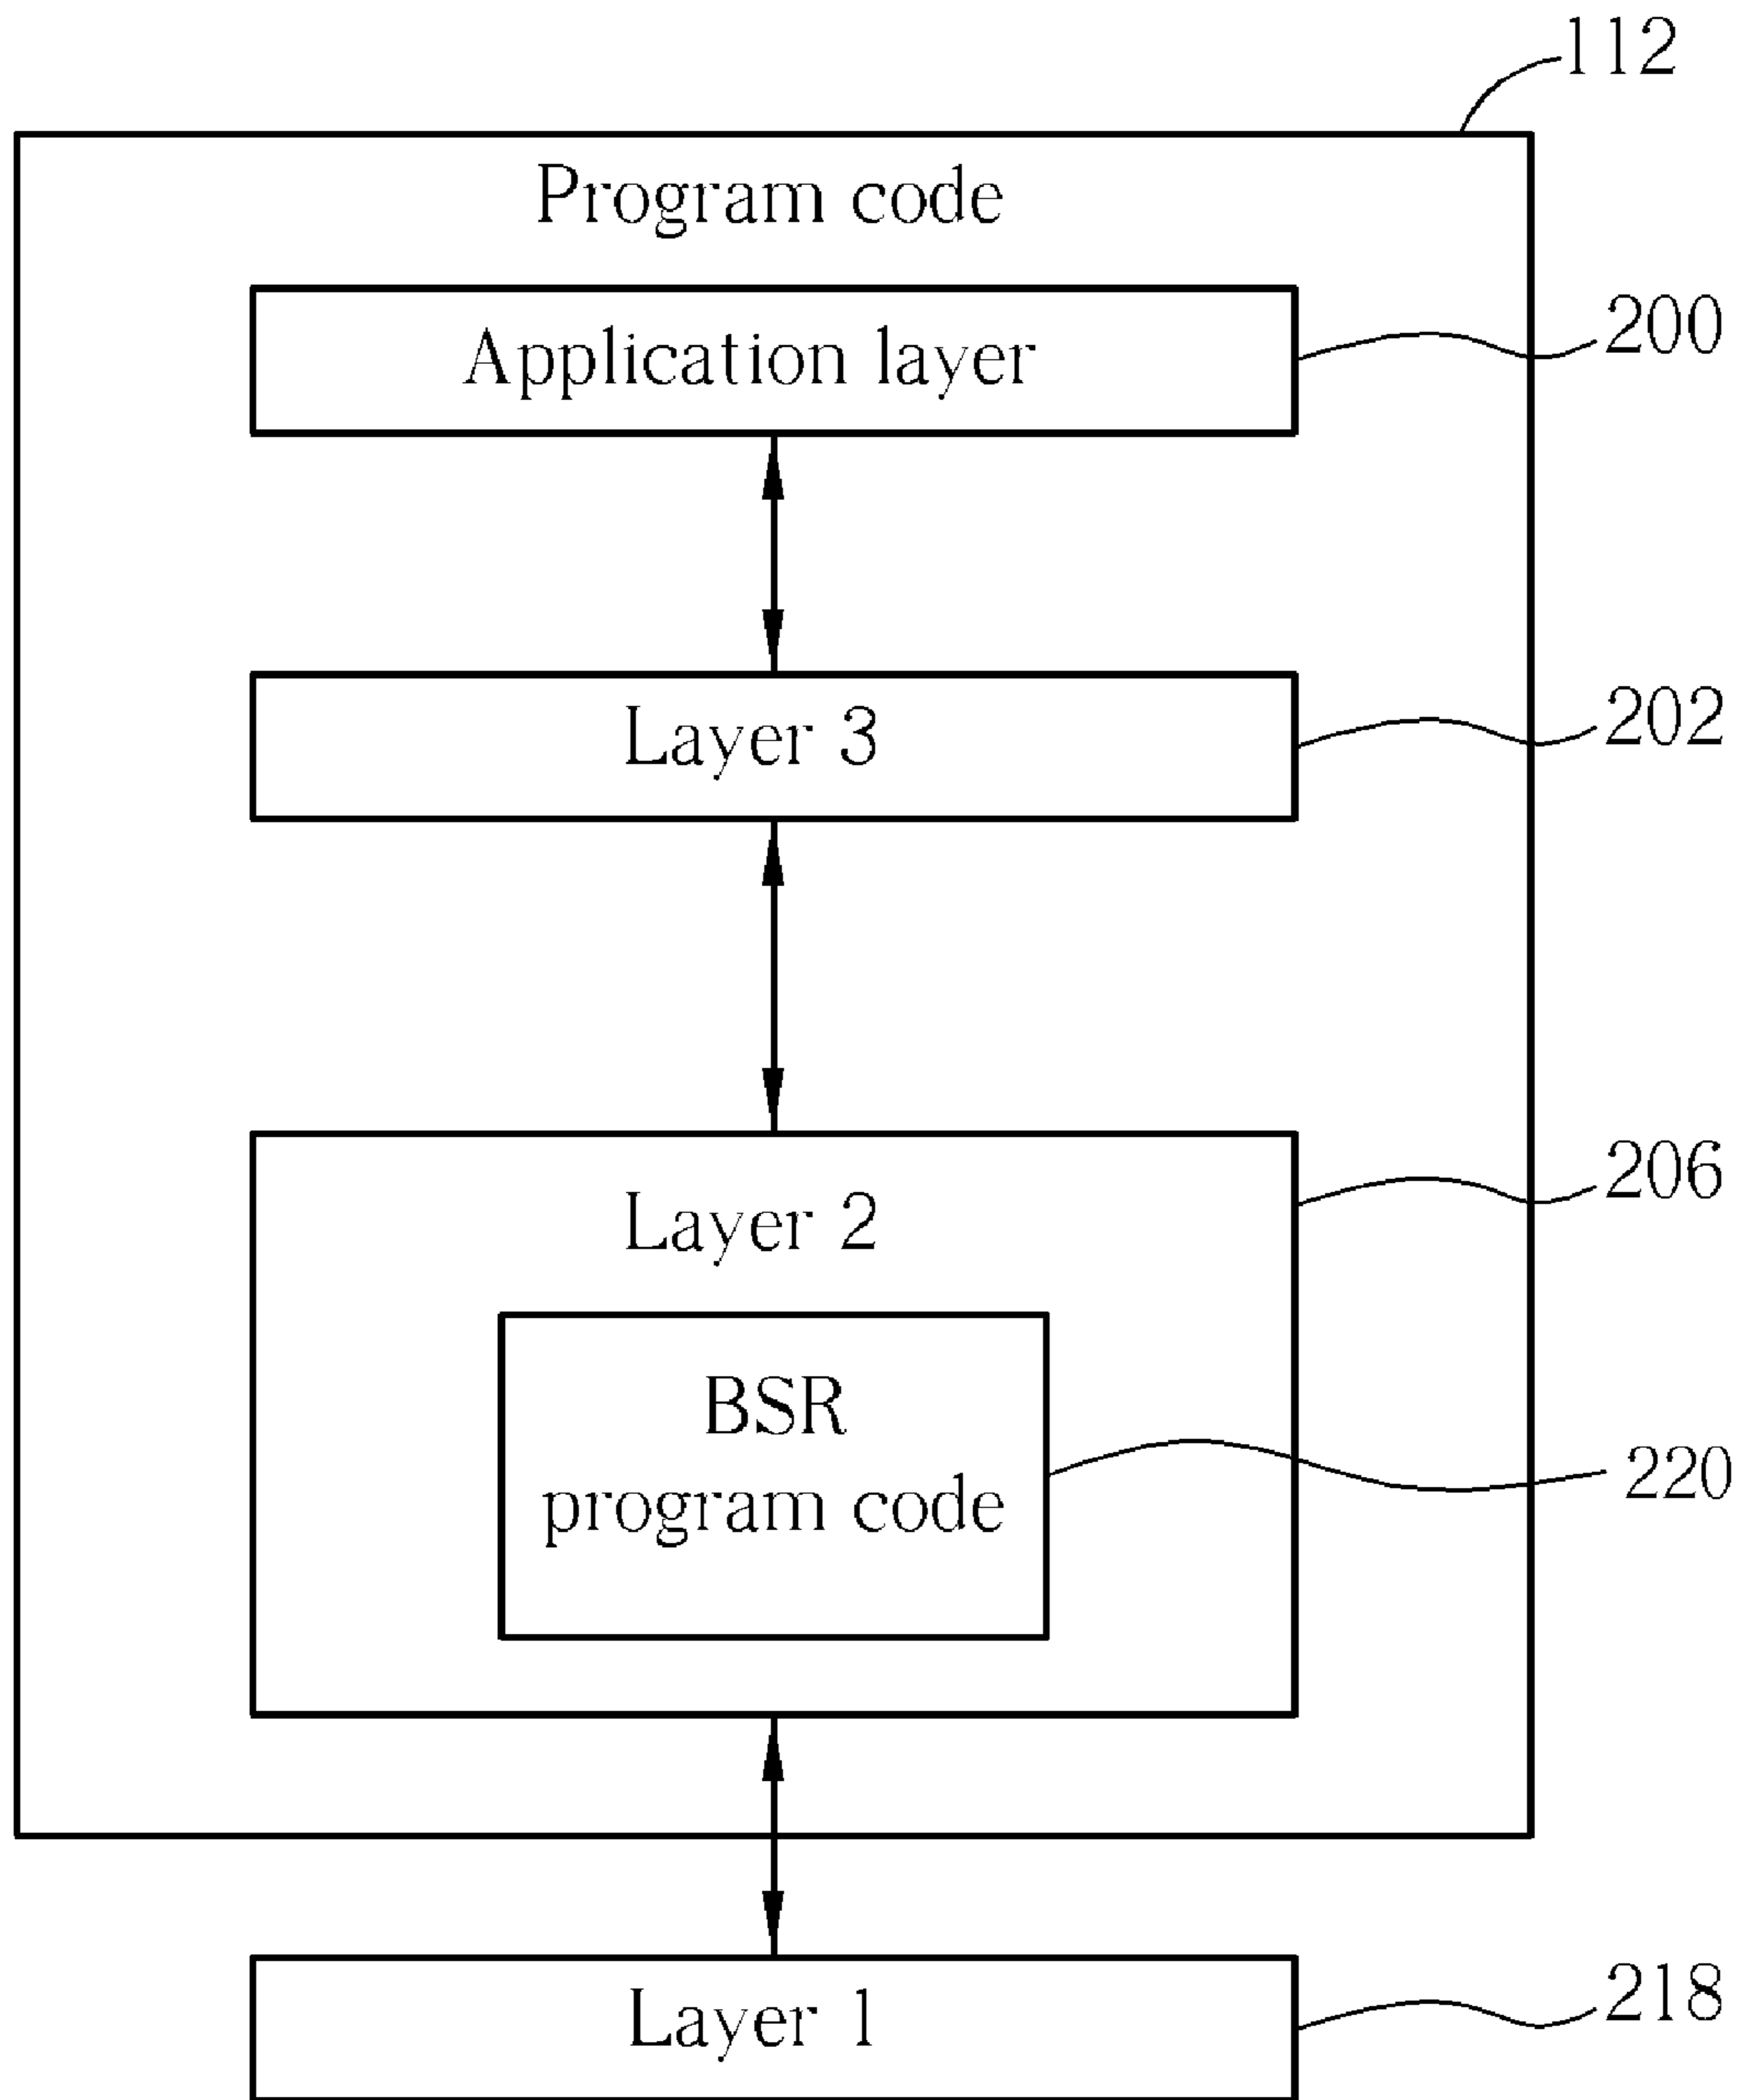 112
Program code
Application layer
200
Layer 3
202
Layer 2
206
BSR
program code
220
Layer 1
218